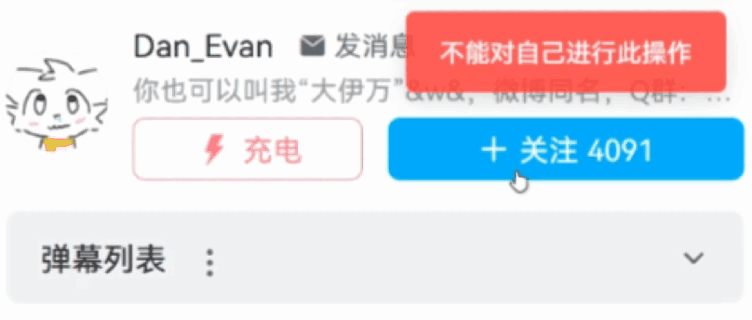 Dan_Evan 发消息
不能对自己进行此操作
你也可以叫我“大伊万”&w&，微博同名，Q群：...
充电
+ 关注 4091
弹幕列表